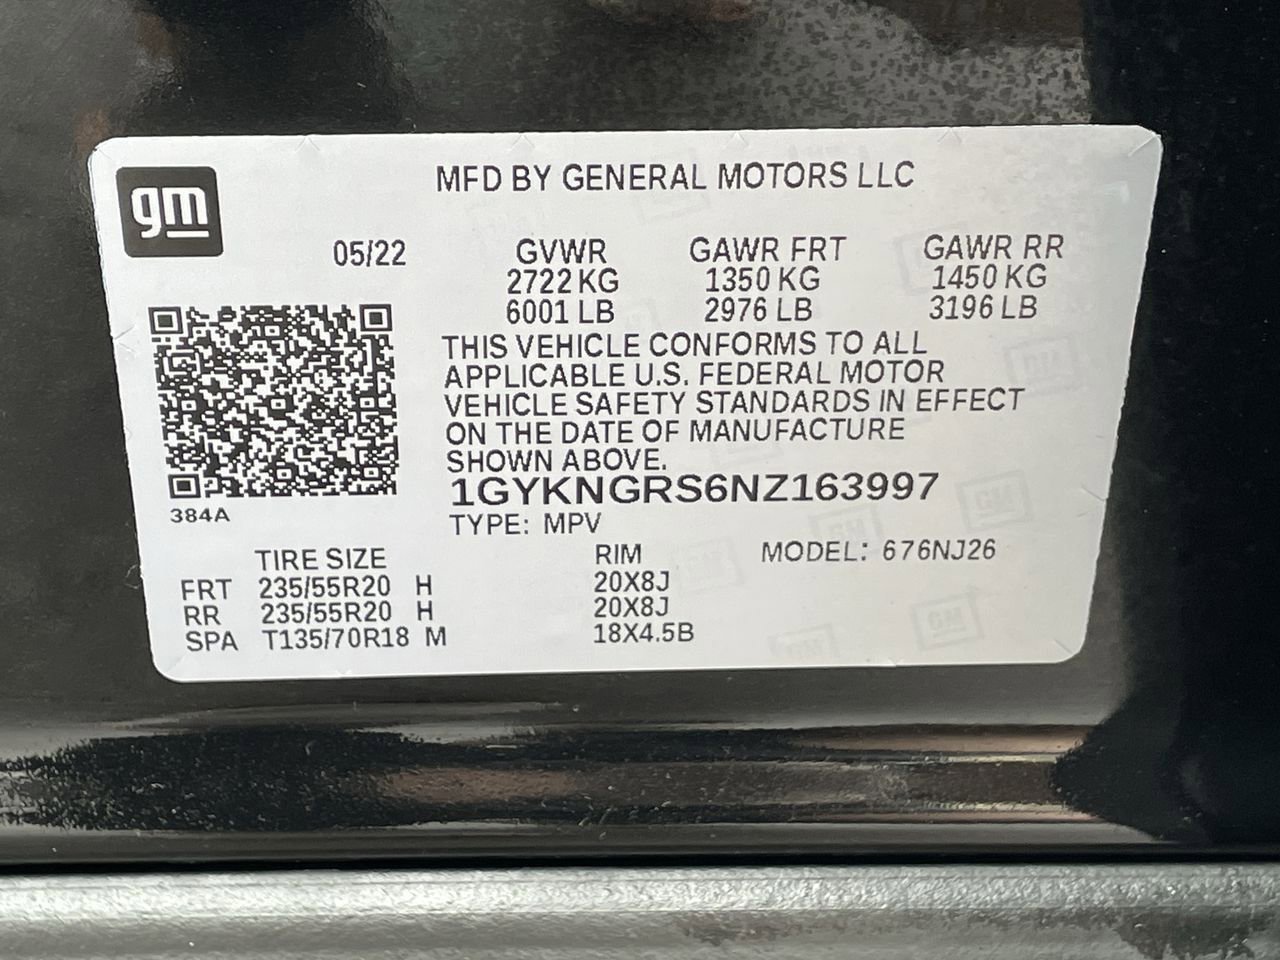 gm
MFD BY GENERAL MOTORS LLC
05/22 GVWR GAWR FRT GAWR RR
2722 KG 1350 KG 1450 KG
6001 LB 2976 LB 3196 LB
THIS VEHICLE CONFORMS TO ALL
APPLICABLE U.S. FEDERAL MOTOR
VEHICLE SAFETY STANDARDS IN EFFECT
ON THE DATE OF MANUFACTURE
SHOWN ABOVE.
1GYKNGRS6NZ163997
384A
TYPE: MPV
TIRE SIZE RIM MODEL: 676NJ26
FRT 235/55R20 H 20X8J
RR 235/55R20 H 20X8J
SPA T135/70R18 M 18X4.5B